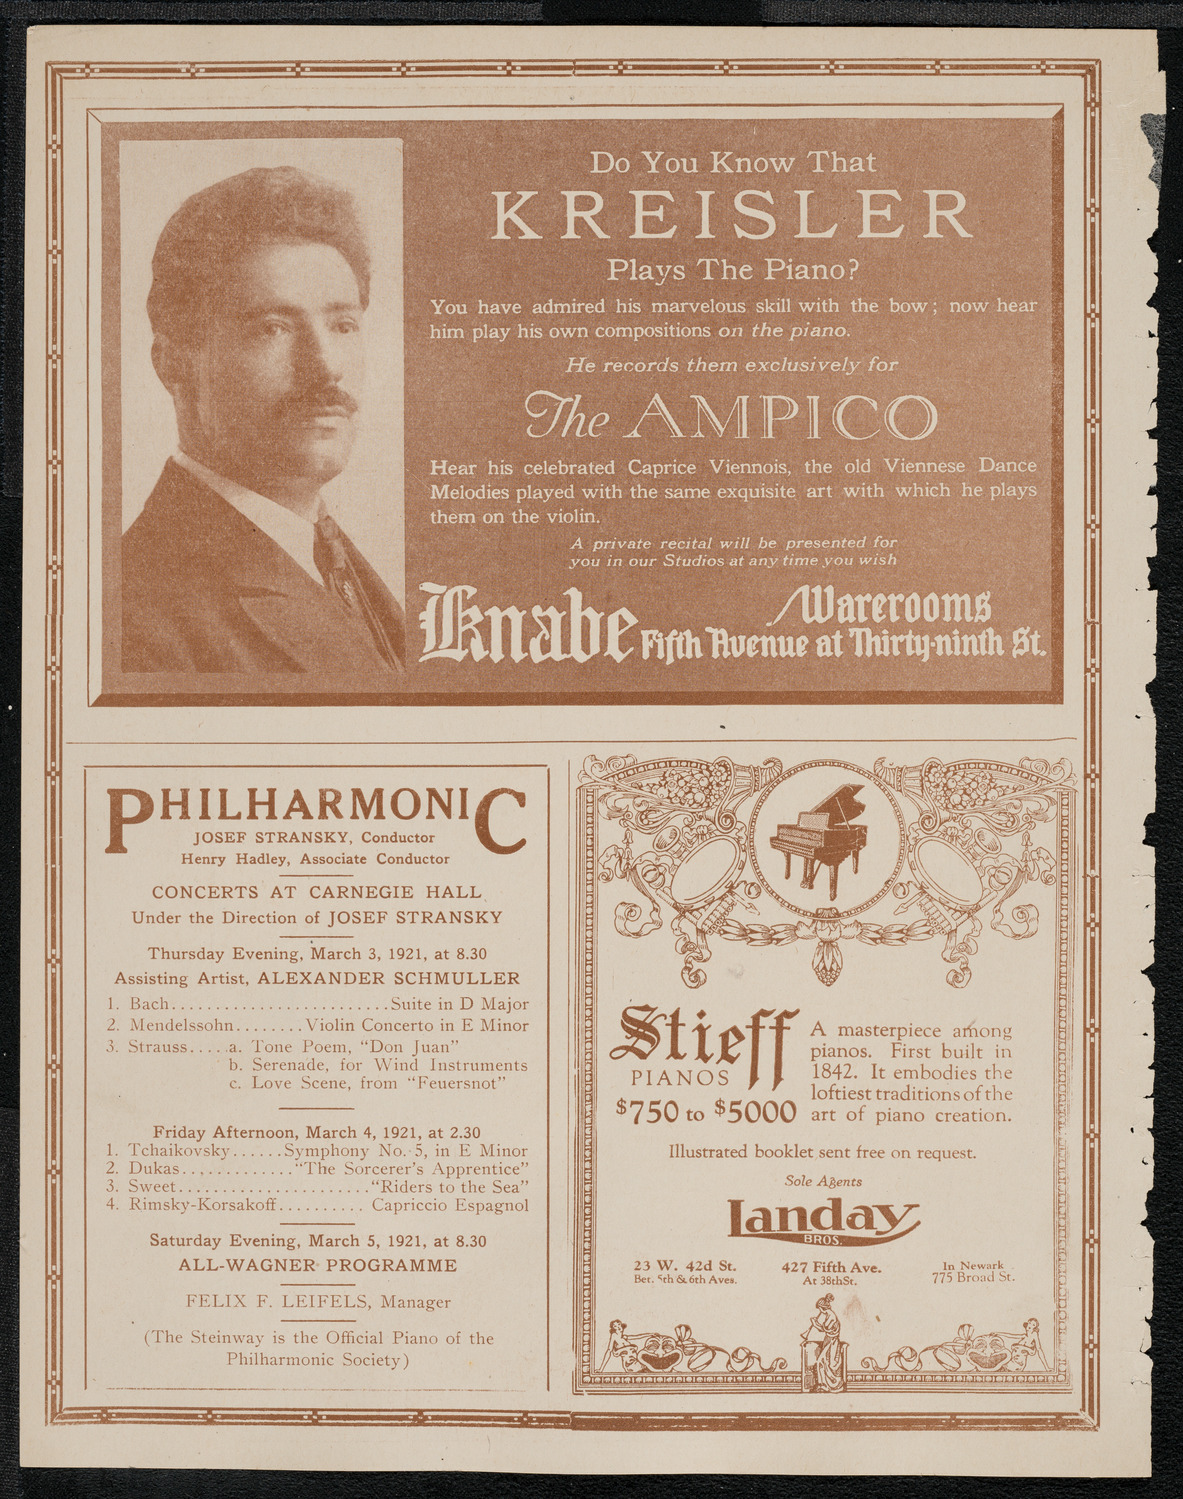 Do You Know That
KREISLER
Plays The Piano?
You have admired his marvelous skill with the bow; now hear
him play his own compositions on the piano.
He records them exclusively for
The AMPICO
Hear his celebrated Caprice Viennois, the old Viennese Dance
Melodies played with the same exquisite art with which he plays
them on the violin.
A private recital will be presented for
you in our Studios at any time you wish
Knabe Warerooms
Fifth Avenue at Thirty-ninth St.
PHILHARMONIC
JOSEF STRANSKY, Conductor
Henry Hadley, Associate Conductor
CONCERTS AT CARNEGIE HALL
Under the Direction of JOSEF STRANSKY
Thursday Evening, March 3, 1921, at 8.30
Assisting Artist, ALEXANDER SCHMULLER
1. Bach........................Suite in D Major
2. Mendelssohn........Violin Concerto in E Minor
3. Strauss.....a. Tone Poem, "Don Juan"
b. Serenade, for Wind Instruments
c. Love Scene, from "Feuersnot"
Friday Afternoon, March 4, 1921, at 2.30
1. Tchaikovsky......Symphony No. 5, in E Minor
2. Dukas............."The Sorcerer's Apprentice"
3. Sweet....................."Riders to the Sea"
4. Rimsky-Korsakoff.......... Capriccio Espagnol
Saturday Evening, March 5, 1921, at 8.30
ALL-WAGNER PROGRAMME
FELIX F. LEIFELS, Manager
(The Steinway is the Official Piano of the
Philharmonic Society)
Stieff
PIANOS
$750 to $5000
A masterpiece among
pianos. First built in
1842. It embodies the
loftiest traditions of the
art of piano creation.
Illustrated booklet sent free on request.
Sole Agents
Landay
BROS.
23 W. 42d St.
Bet. 5th & 6th Aves.
427 Fifth Ave.
At 38th St.
In Newark
775 Broad St.